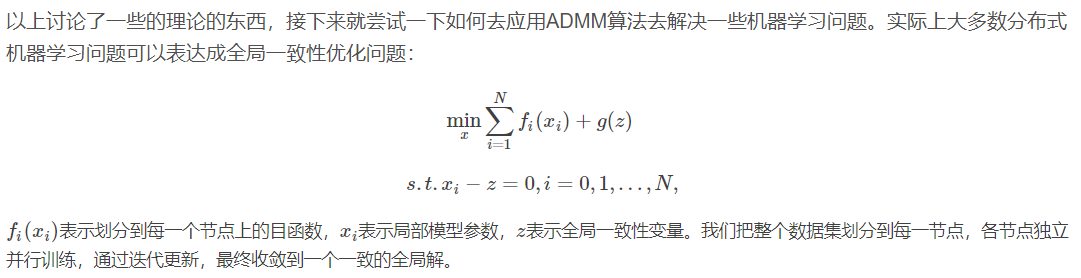 以上讨论了一些的理论的东西，接下来就尝试一下如何去应用ADMM算法去解决一些机器学习问题。实际上大多数分布式
机器学习问题可以表达成全局一致性优化问题：
\min_{x} \sum_{i=1}^{N} f_i(x_i) + g(z)
s.t. x_i - z = 0, i = 0, 1, \ldots, N,
f_i(x_i)表示划分到每一个节点上的目函数，x_i表示局部模型参数，z表示全局一致性变量。我们把整个数据集划分到每一节点，各节点独立
并行训练，通过迭代更新，最终收敛到一个一致的全局解。